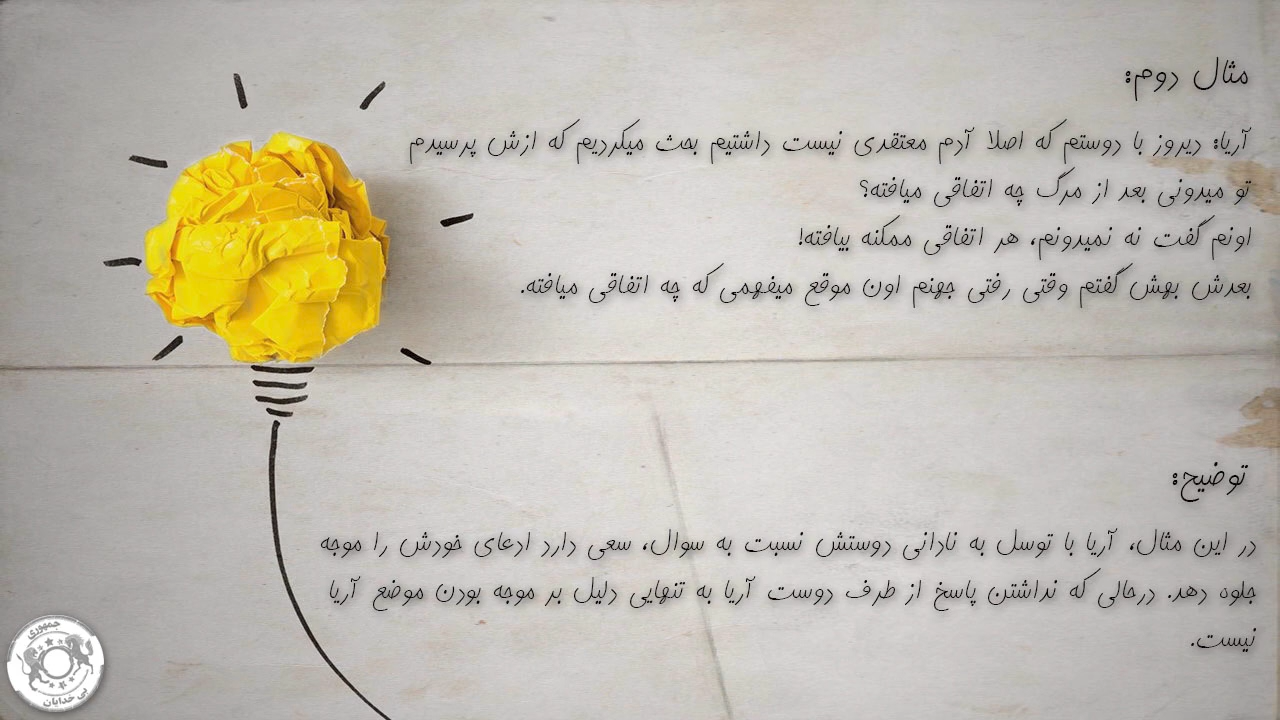 مثال دوم:
آریا: دیروز با دوستم که اصلا آدم معتقدی نیست داشتیم بحث میکردیم که ازش پرسیدم
تو میدونی بعد از مرگ چه اتفاقی میافته؟
اونم گفت نه نمیدونم، هر اتفاقی ممکنه بیافته!
بعدش بهش گفتم وقتی رفتی جهنم اون موقع میفهمی که چه اتفاقی میافته.
توضیح:
در این مثال، آریا با توسل به نادانی دوستش نسبت به سوال، سعی دارد ادعای خودش را موجه
جلوه دهد. درحالی که نداشتن پاسخ از طرف دوست آریا به تنهایی دلیل بر موجه بودن موضع آریا
نیست.
جمهوری
بی خدایان